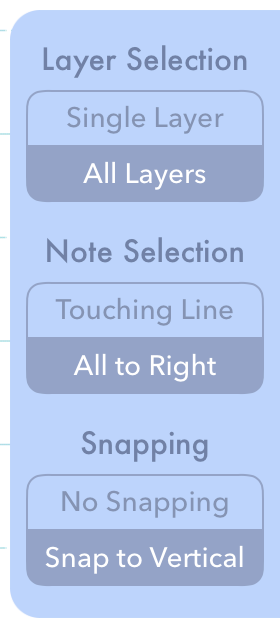 Layer Selection
Single Layer
All Layers
Note Selection
Touching Line
All to Right
Snapping
No Snapping
Snap to Vertical